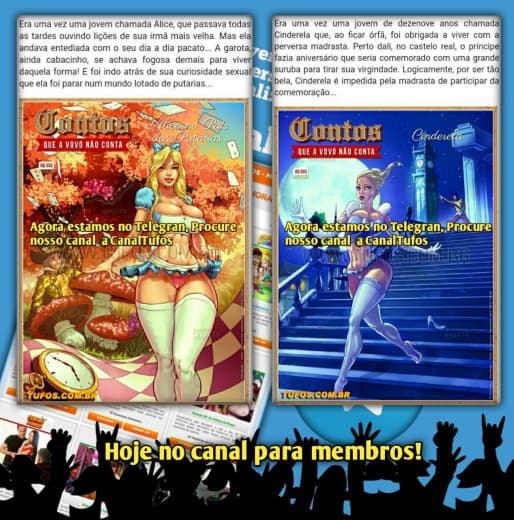 Era uma vez uma jovem chamada Alice, que passava todas
as tardes ouvindo lições de sua irmã mais velha. Mas ela
andava entediada com o seu dia a dia pacato... A garota,
ainda cabacinho, se achava fogosa demais para viver
daquela forma! E foi indo atrás de sua curiosidade sexual
que ela foi parar num mundo lotado de putarias...
Contos
QUE A VOVÓ NÃO CONTA
Alice no País
das Putarias
Agora estamos no Telegran, Procure
nosso canal a CanalTufos
TUFOS.COM.BR
Era uma vez uma jovem de dezenove anos chamada
Cinderela que, ao ficar órfã, foi obrigada a viver com a
perversa madrasta. Perto dali, no castelo real, o príncipe
fazia aniversário que seria comemorado com uma grande
suruba para tirar sua virgindade. Logicamente, por ser tão
bela, Cinderela é impedida pela madrasta de participar da
comemoração...
Contos
QUE A VOVÓ NÃO CONTA
Cinderela
Agora estamos no Telegran, Procure
nosso canal a CanalTufos
TUFOS.COM.BR
Hoje no canal para membros!